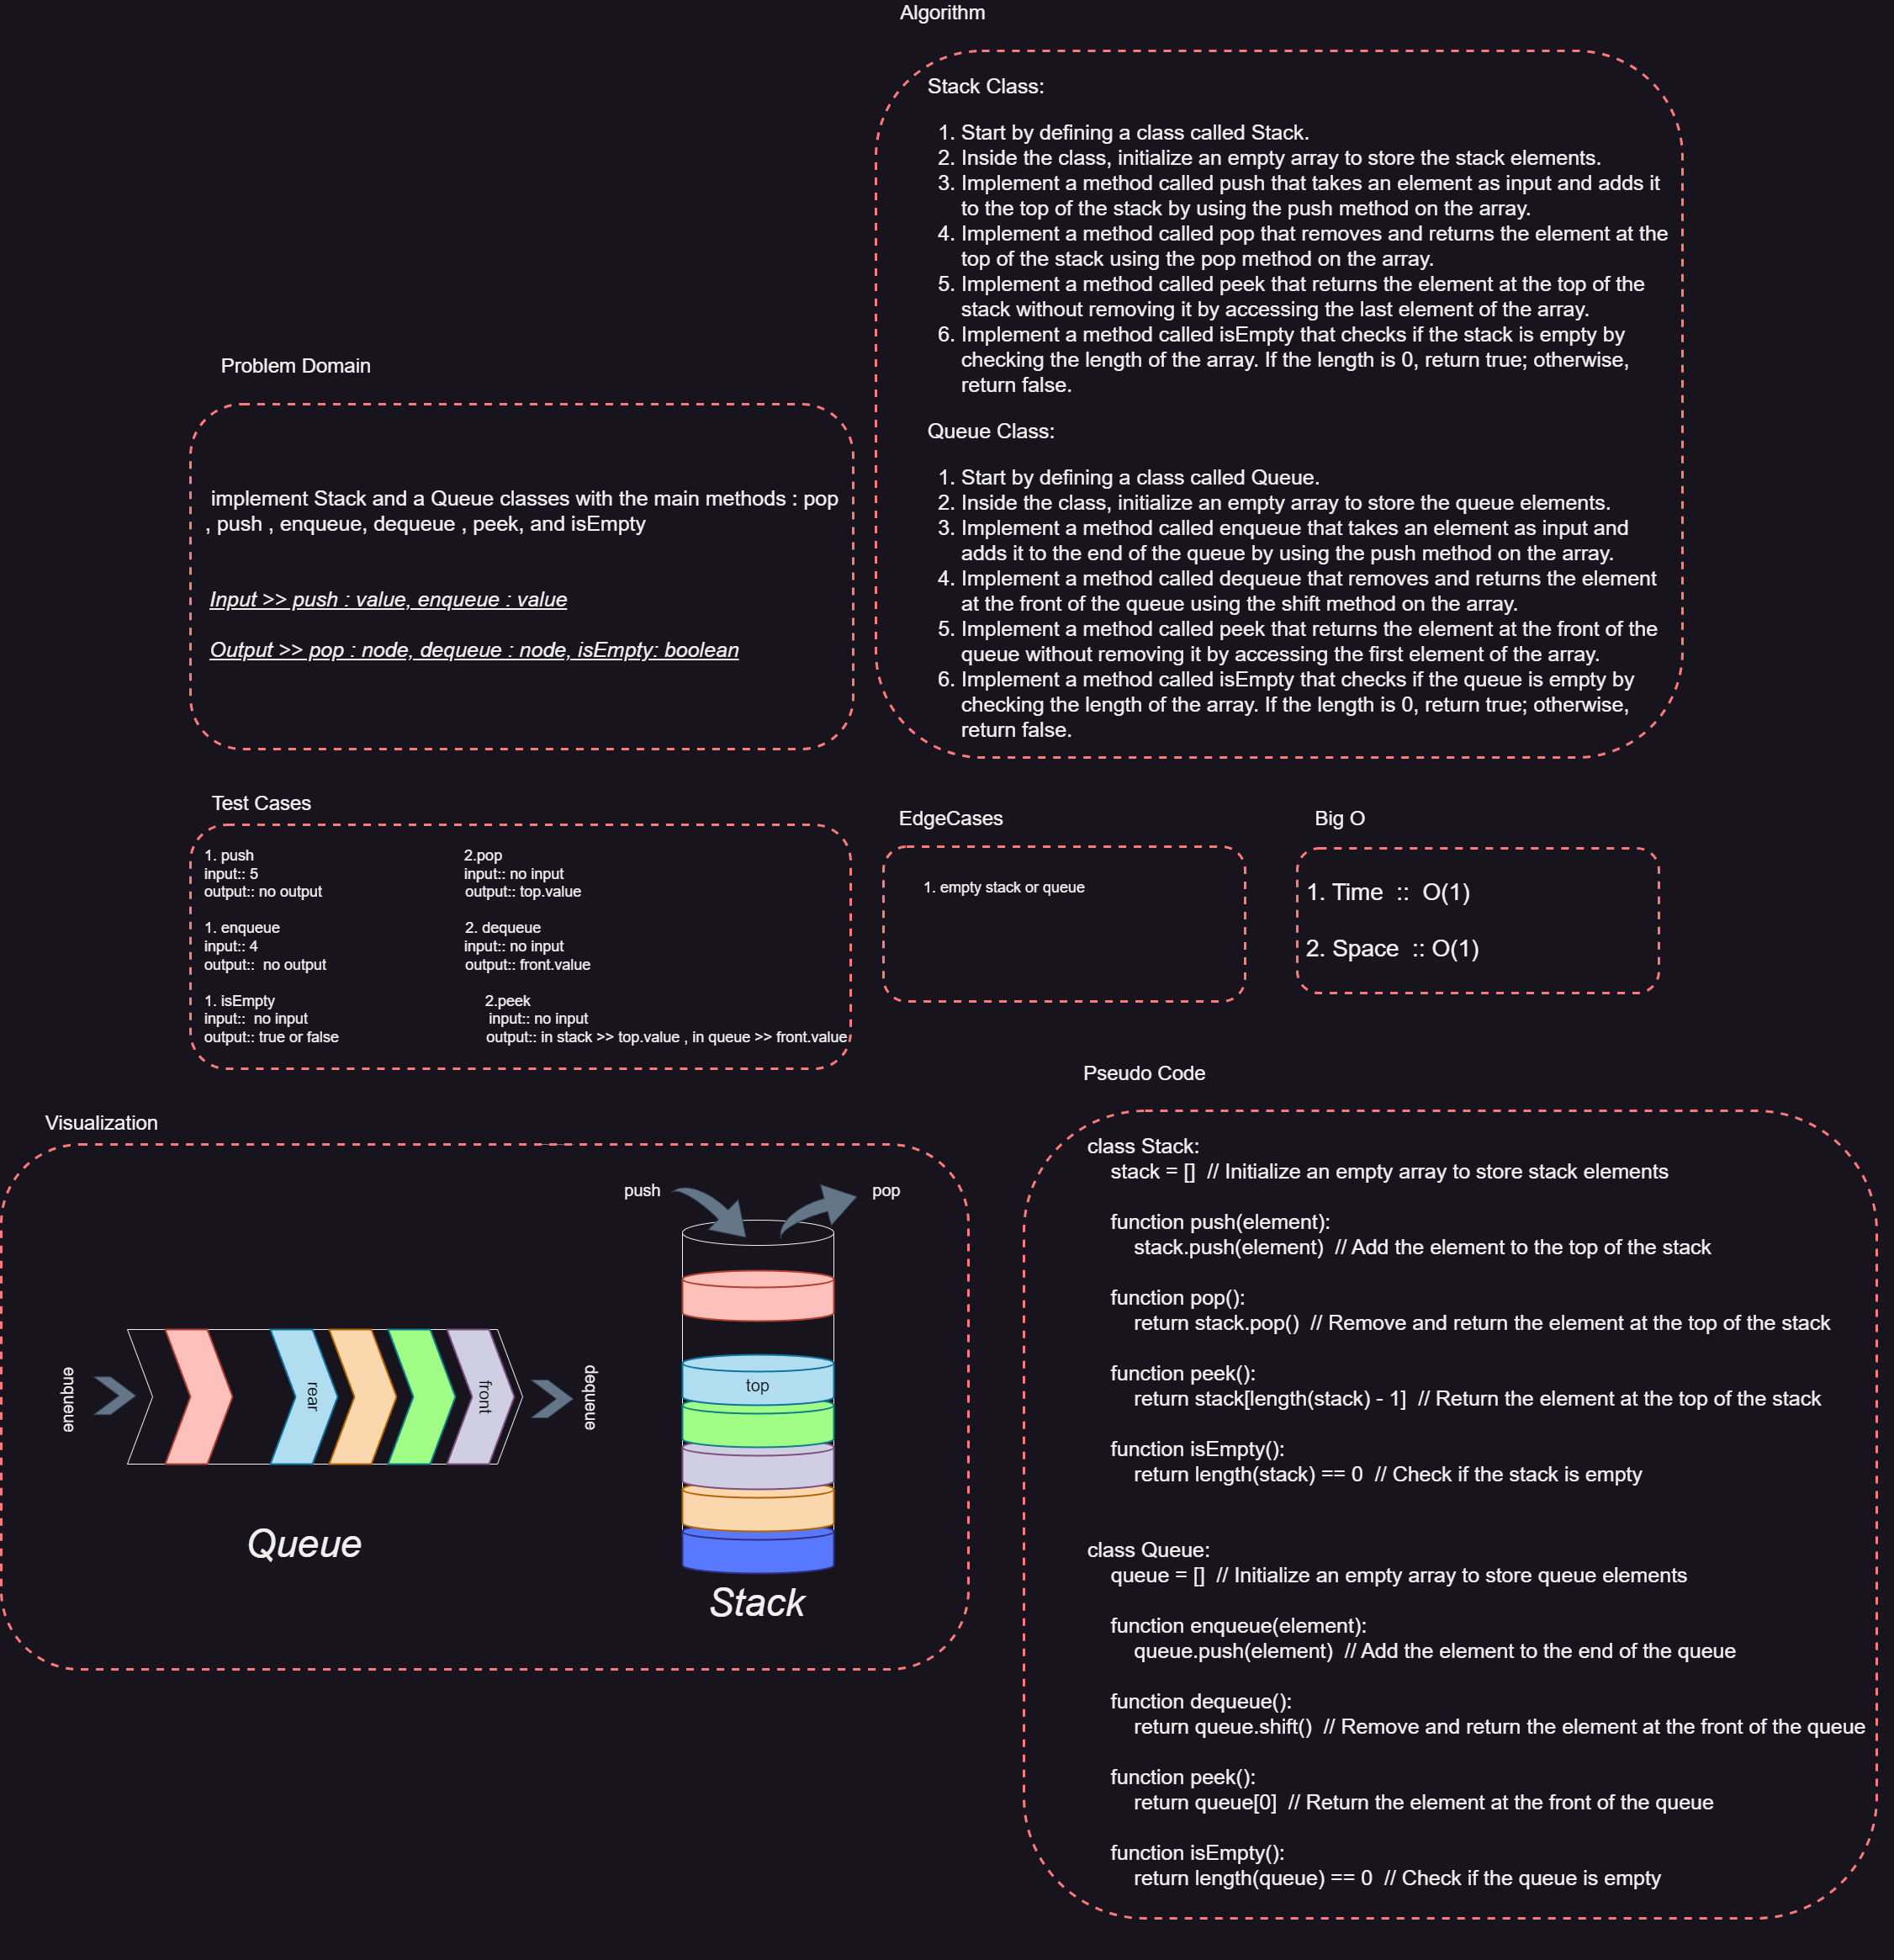 Algorithm
Stack Class:
1. Start by defining a class called Stack.
2. Inside the class, initialize an empty array to store the stack elements.
3. Implement a method called push that takes an element as input and adds it
to the top of the stack by using the push method on the array.
4. Implement a method called pop that removes and returns the element at the
top of the stack using the pop method on the array.
5. Implement a method called peek that returns the element at the top of the
stack without removing it by accessing the last element of the array.
6. Implement a method called isEmpty that checks if the stack is empty by
checking the length of the array. If the length is 0, return true; otherwise,
return false.
Queue Class:
1. Start by defining a class called Queue.
2. Inside the class, initialize an empty array to store the queue elements.
3. Implement a method called enqueue that takes an element as input and
adds it to the end of the queue by using the push method on the array.
4. Implement a method called dequeue that removes and returns the element
at the front of the queue using the shift method on the array.
5. Implement a method called peek that returns the element at the front of the
queue without removing it by accessing the first element of the array.
6. Implement a method called isEmpty that checks if the queue is empty by
checking the length of the array. If the length is 0, return true; otherwise,
return false.
Problem Domain
implement Stack and a Queue classes with the main methods : pop
, push , enqueue, dequeue , peek, and isEmpty
Input >> push : value, enqueue : value
Output >> pop : node, dequeue : node, isEmpty: boolean
Test Cases
1. push
input:: 5
output:: no output
2.pop
input:: no input
output:: top.value
1. enqueue
input:: 4
output::  no output
2. dequeue
input:: no input
output:: front.value
1. isEmpty
input::  no input
output:: true or false
2.peek
input:: no input
output:: in stack >> top.value , in queue >> front.value
EdgeCases
1. empty stack or queue
Big O
1. Time  ::  O(1)
2. Space  :: O(1)
Visualization
enqueue
rear
front
dequeue
Queue
push
pop
top
Stack
Pseudo Code
class Stack:
stack = []  // Initialize an empty array to store stack elements
function push(element):
stack.push(element)  // Add the element to the top of the stack
function pop():
return stack.pop()  // Remove and return the element at the top of the stack
function peek():
return stack[length(stack) - 1]  // Return the element at the top of the stack
function isEmpty():
return length(stack) == 0  // Check if the stack is empty
class Queue:
queue = []  // Initialize an empty array to store queue elements
function enqueue(element):
queue.push(element)  // Add the element to the end of the queue
function dequeue():
return queue.shift()  // Remove and return the element at the front of the queue
function peek():
return queue[0]  // Return the element at the front of the queue
function isEmpty():
return length(queue) == 0  // Check if the queue is empty